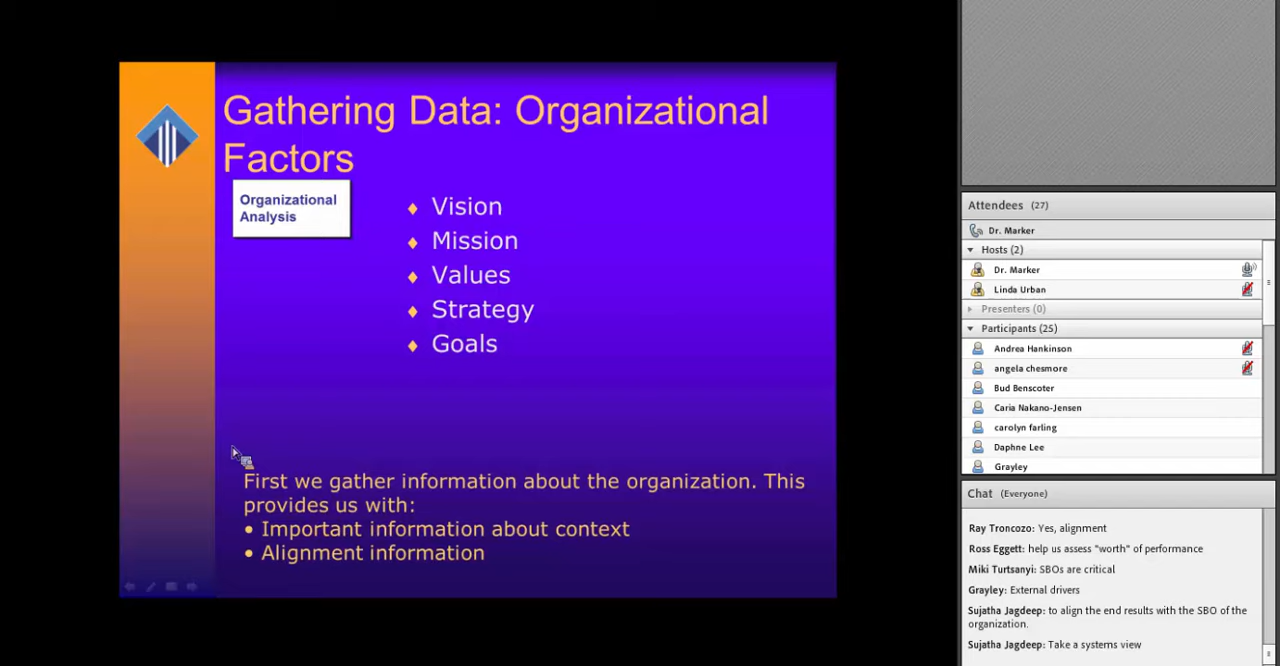 Gathering Data: Organizational
Factors
Organizational
Analysis
Vision
Mission
Values
Strategy
Goals
First we gather information about the organization. This
provides us with:
• Important information about context
• Alignment information
Attendees (27)
Dr. Marker
Hosts (2)
Dr. Marker
Linda Urban
Presenters (0)
Participants (25)
Andrea Hankinson
angela chesmore
Bud Benscoter
Caria Nakano-Jensen
carolyn farling
Daphne Lee
Grayley
Chat (Everyone)
Ray Troncozo: Yes, alignment
Ross Eggett: help us assess "worth" of performance
Miki Turtsanyi: SBOs are critical
Grayley: External drivers
Sujatha Jagdeep: to align the end results with the SBO of the
organization.
Sujatha Jagdeep: Take a systems view